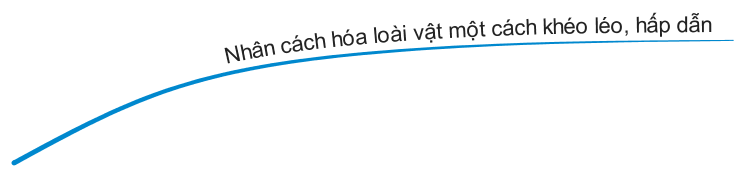 Nhân cách hóa loài vật một cách khéo léo, hấp dẫn